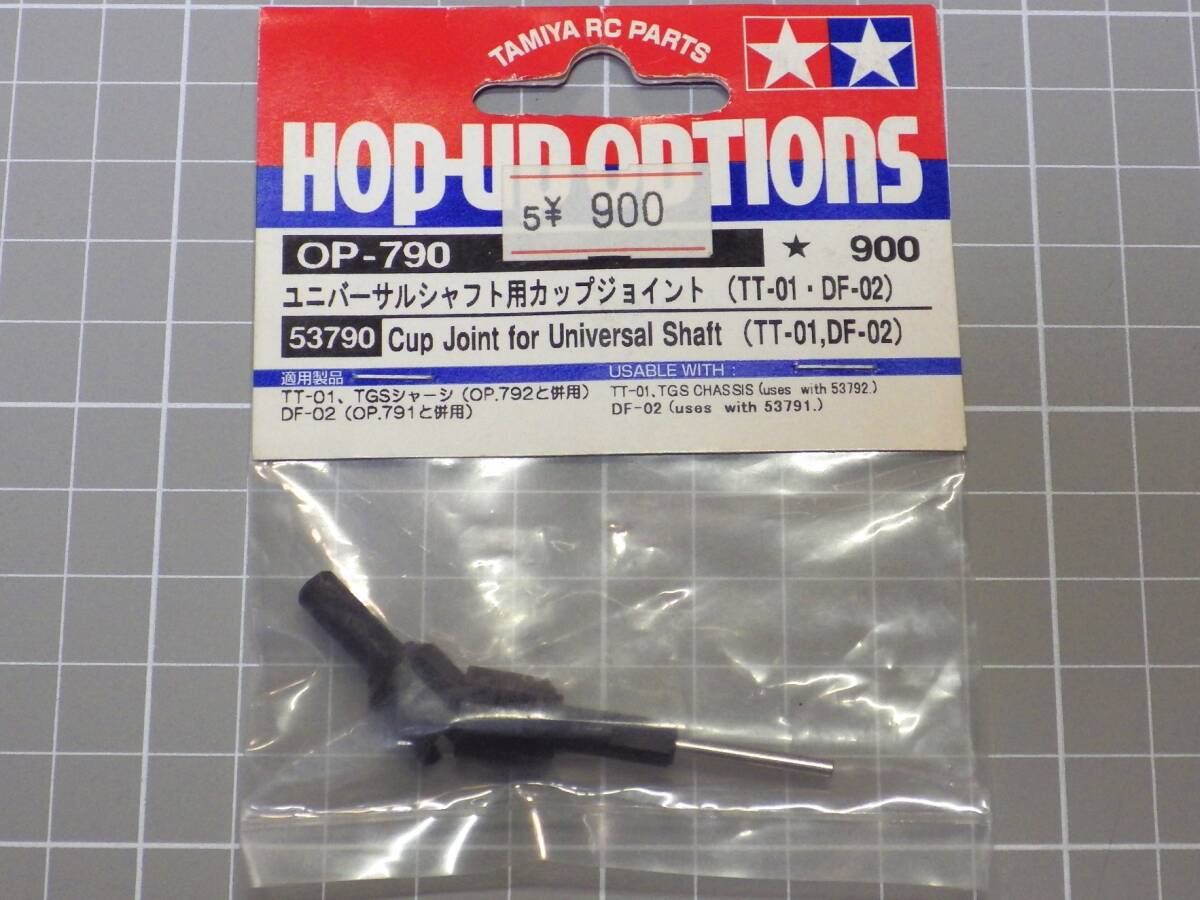 TAMIYA RC PARTS
HOP-UP OPTIONS
5¥ 900
OP-790 ★ 900
ユニバーサルシャフト用カップジョイント (TT-01・DF-02)
53790 Cup Joint for Universal Shaft (TT-01,DF-02)
適用製品
TT-01、TGSシャーシ (OP.792と併用)
DF-02 (OP.791と併用)
USABLE WITH :
TT-01、TGS CHASSIS (uses with 53792.)
DF-02 (uses with 53791.)